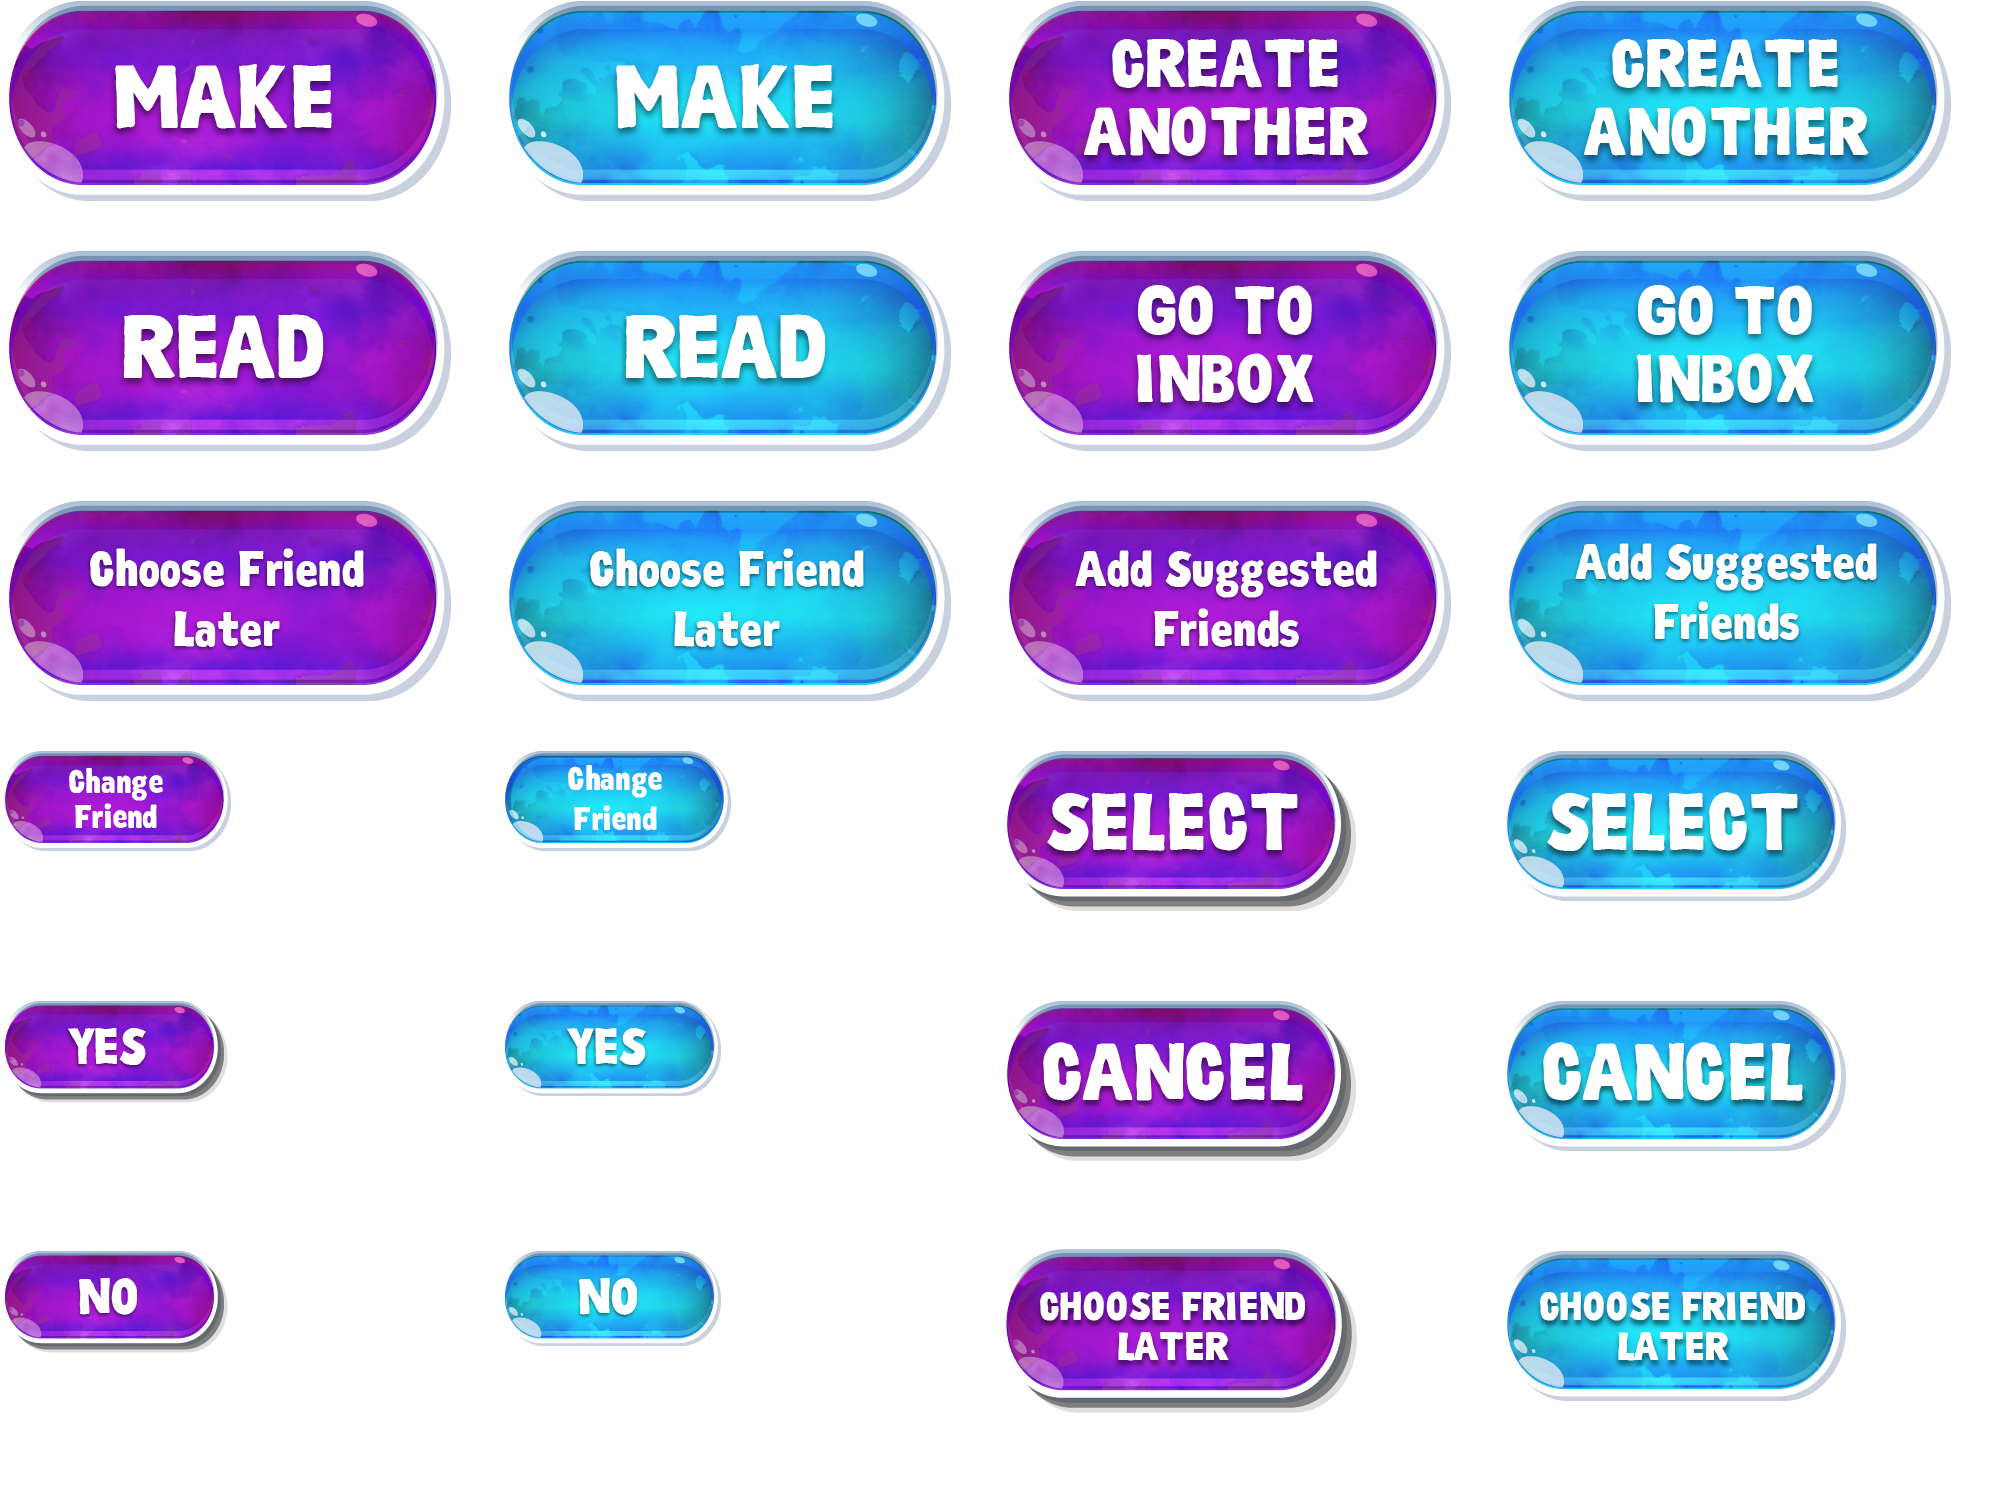 MAKE
MAKE
CREATE
ANOTHER
CREATE
ANOTHER
READ
READ
GO TO
INBOX
GO TO
INBOX
Choose Friend
Later
Choose Friend
Later
Add Suggested
Friends
Add Suggested
Friends
Change
Friend
Change
Friend
SELECT
SELECT
YES
YES
CANCEL
CANCEL
NO
NO
CHOOSE FRIEND
LATER
CHOOSE FRIEND
LATER